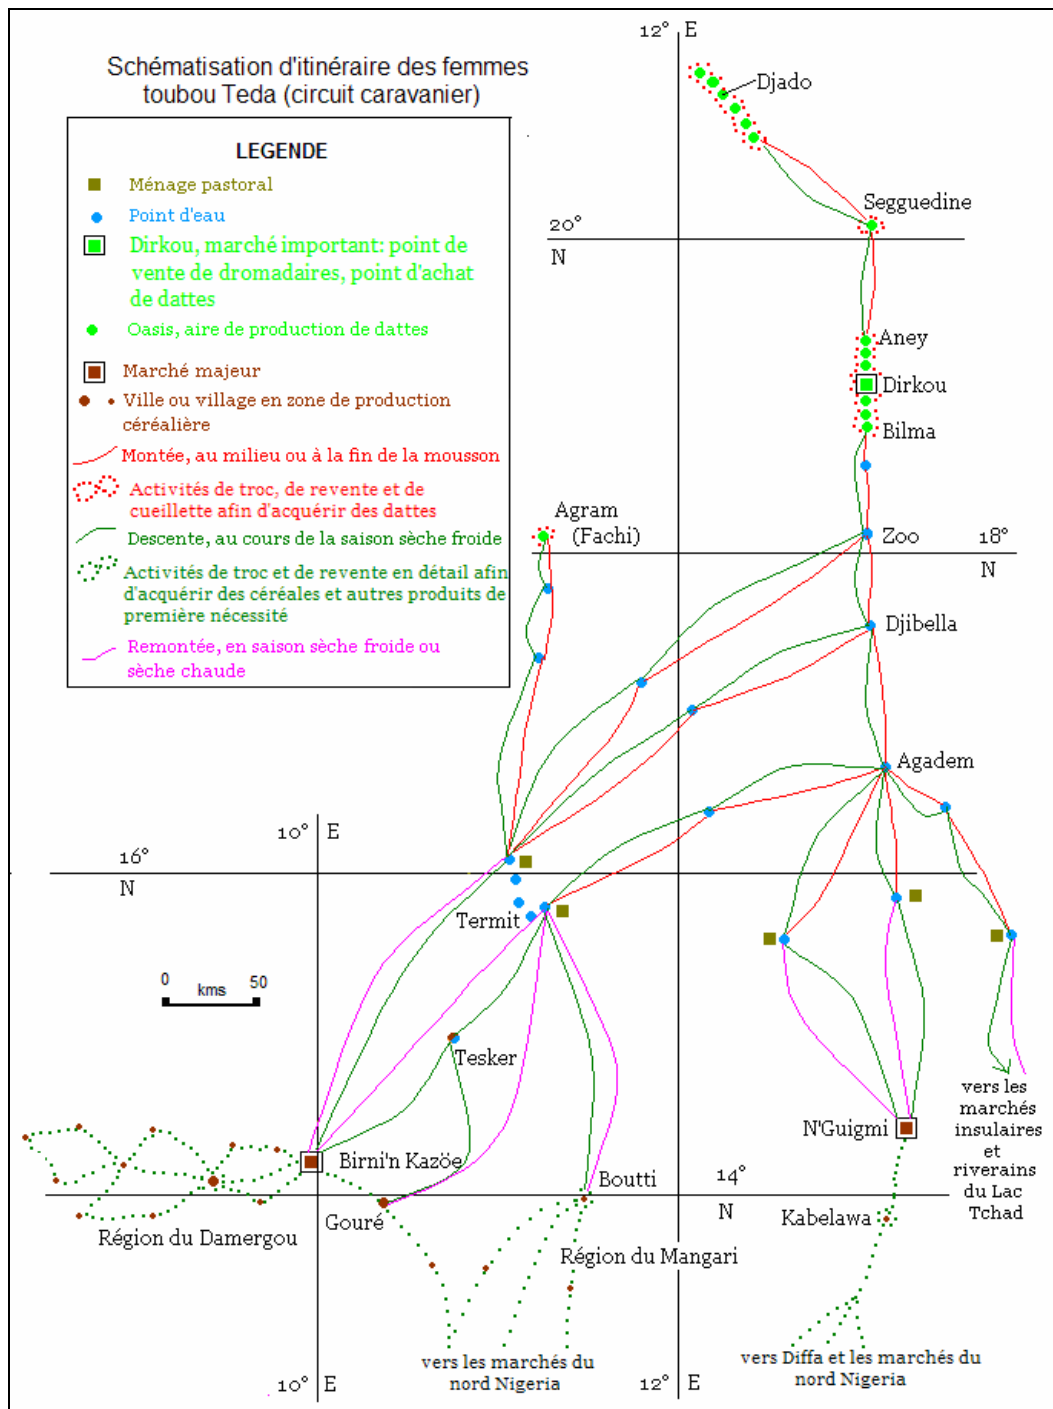 12° E
Schématisation d'itinéraire des femmes
toubou Teda (circuit caravanier)
Djado
LEGENDE
Ménage pastoral
Point d'eau
Dirkou, marché important: point de
vente de dromadaires, point d'achat
de dattes
Oasis, aire de production de dattes
Marché majeur
Ville ou village en zone de production
céréalière
Montée, au milieu ou à la fin de la mousson
Activités de troc, de revente et de
cueillette afin d'acquérir des dattes
Descente, au cours de la saison sèche froide
Activités de troc et de revente en détail afin
d'acquérir des céréales et autres produits de
première nécessité
Remontée, en saison sèche froide ou
sèche chaude
Segguedine
20°
N
Aney
Dirkou
Bilma
Agram
(Fachi)
Zoo
18°
N
Djibella
Agadem
10° E
16°
N
Termit
0 50
kms
Tesker
vers les
marchés
insulaires
et
riverains
du Lac
Tchad
N'Guigmi
Birni'n Kazöe
Boutti
14°
N
Gouré
Kabelawa
Région du Damergou
Région du Mangari
vers les marchés du
nord Nigeria
vers Diffa et les marchés du
nord Nigeria
10° E
12° E